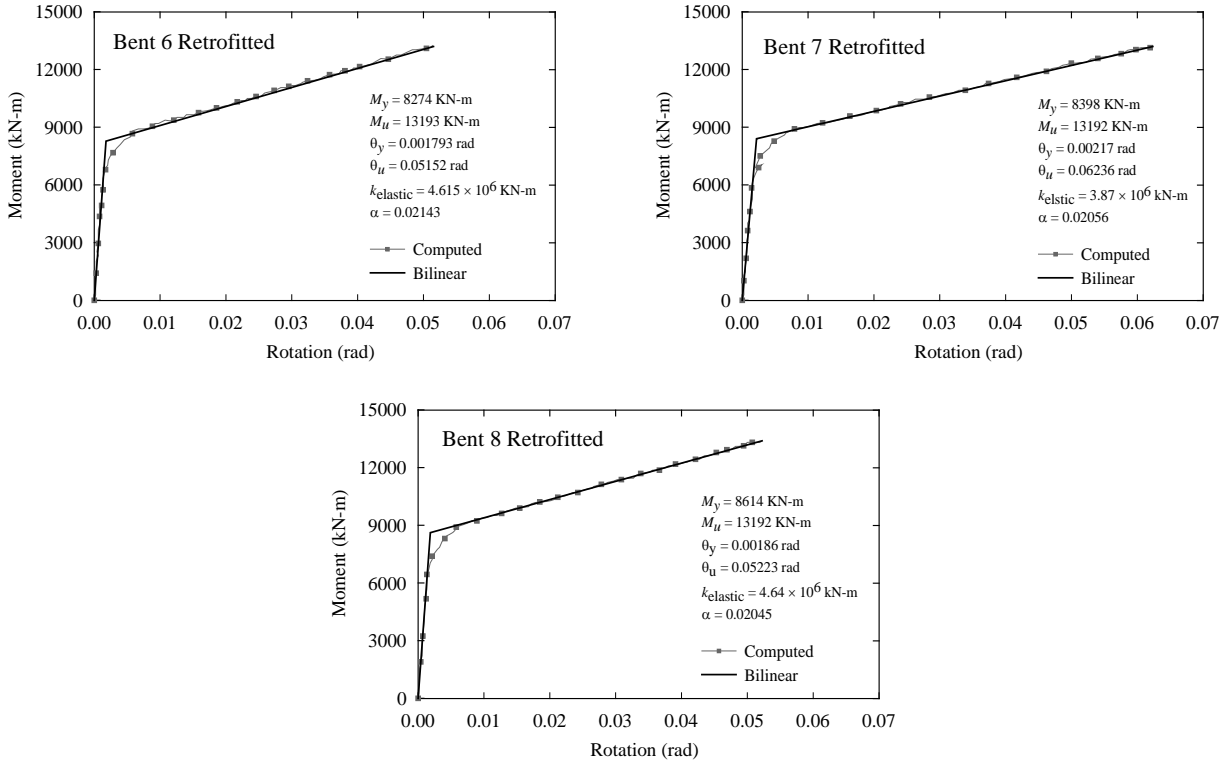 Bent 6 Retrofitted
Moment (kN-m)
15000
12000
9000
6000
3000
0
M_y = 8274 KN-m
M_u = 13193 KN-m
θ_y = 0.001793 rad
θ_u = 0.05152 rad
k_elastic = 4.615 × 10^6 KN-m
α = 0.02143
Computed
Bilinear
0.00 0.01 0.02 0.03 0.04 0.05 0.06 0.07
Rotation (rad)
Bent 7 Retrofitted
Moment (kN-m)
15000
12000
9000
6000
3000
0
M_y = 8398 KN-m
M_u = 13192 KN-m
θ_y = 0.00217 rad
θ_u = 0.06236 rad
k_elstic = 3.87 × 10^6 kN-m
α = 0.02056
Computed
Bilinear
0.00 0.01 0.02 0.03 0.04 0.05 0.06 0.07
Rotation (rad)
Bent 8 Retrofitted
Moment (kN-m)
15000
12000
9000
6000
3000
0
M_y = 8614 KN-m
M_u = 13192 KN-m
θ_y = 0.00186 rad
θ_u = 0.05223 rad
k_elastic = 4.64 × 10^6 kN-m
α = 0.02045
Computed
Bilinear
0.00 0.01 0.02 0.03 0.04 0.05 0.06 0.07
Rotation (rad)